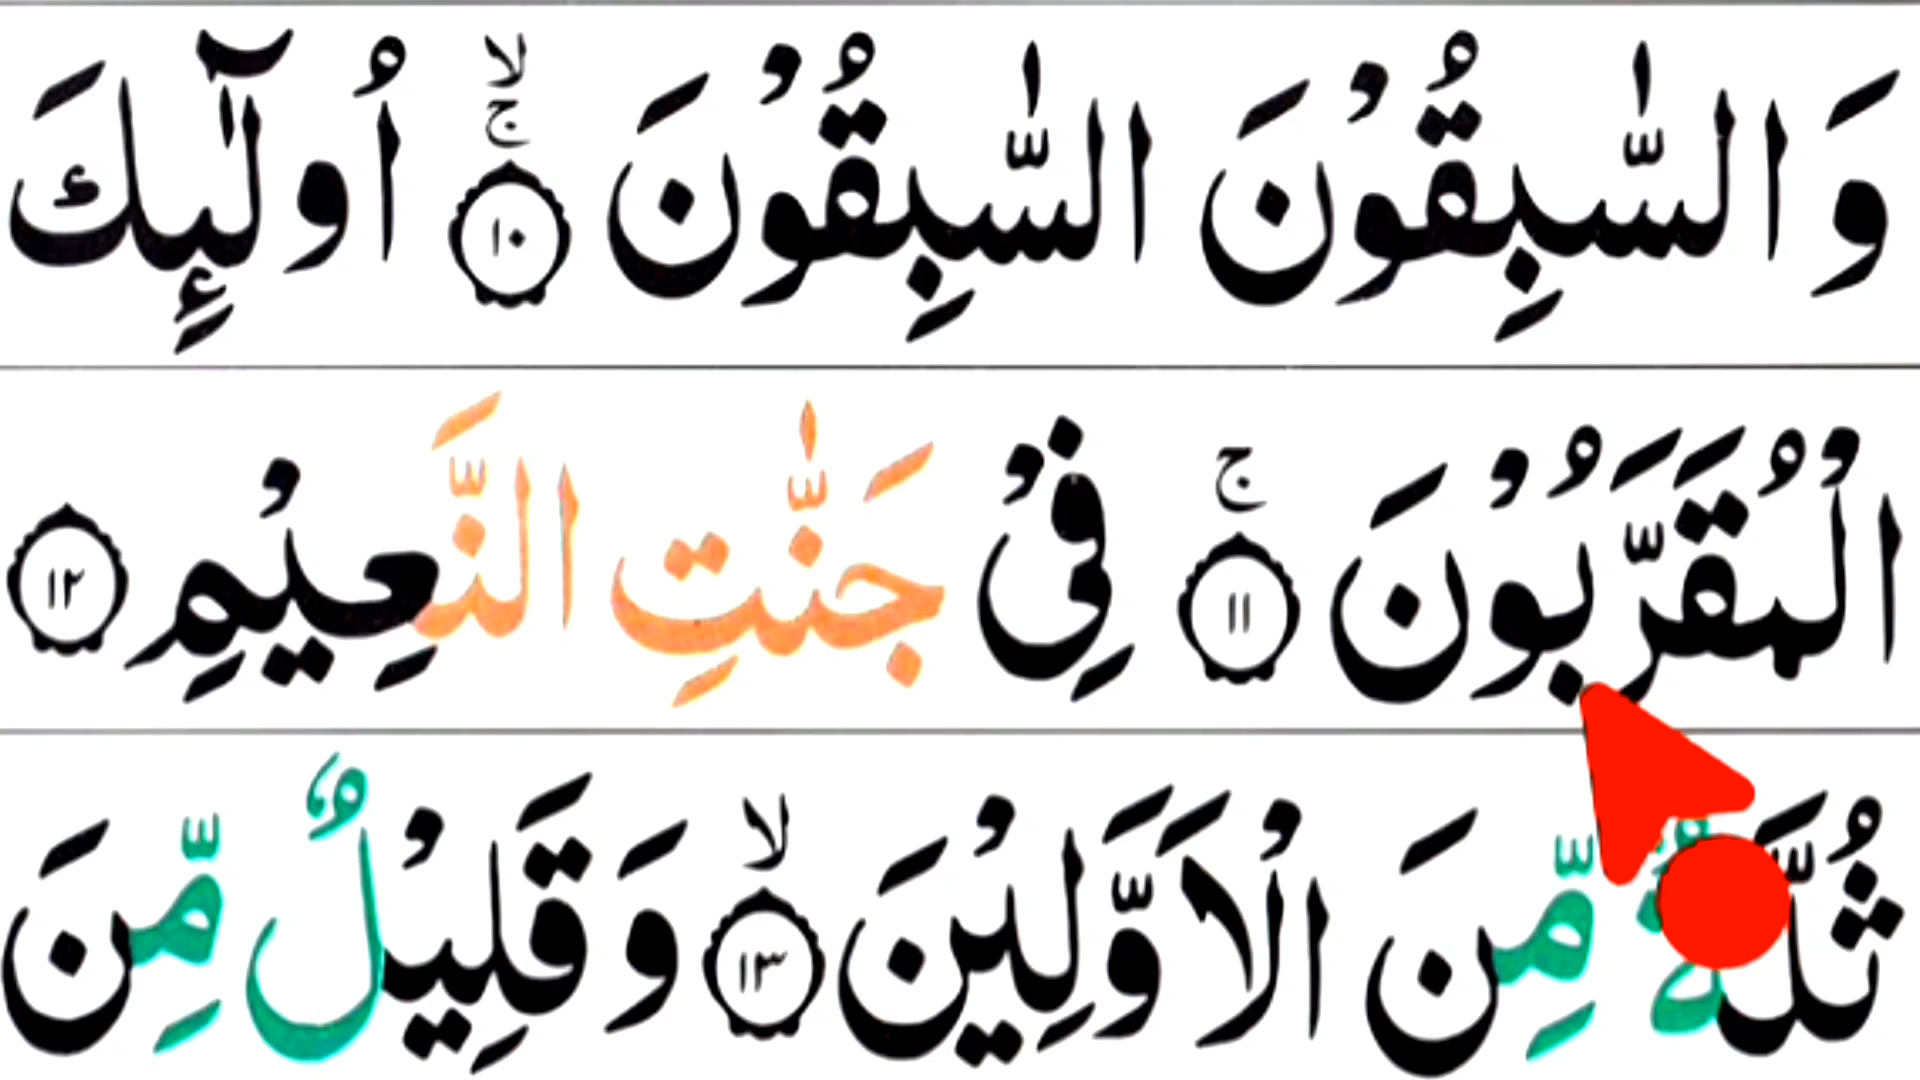 وَالسّٰبِقُوْنَ السّٰبِقُوْنَ ۙۚ ﴿١٠﴾ اُولٰٓئِكَ
الْمُقَرَّبُوْنَ ۚ ﴿١١﴾ فِيْ جَنّٰتِ النَّعِيْمِ ﴿١٢﴾
ثُلَّةٌ مِّنَ الْاَوَّلِيْنَ ۙ ﴿١٣﴾ وَقَلِيْلٌ مِّنَ